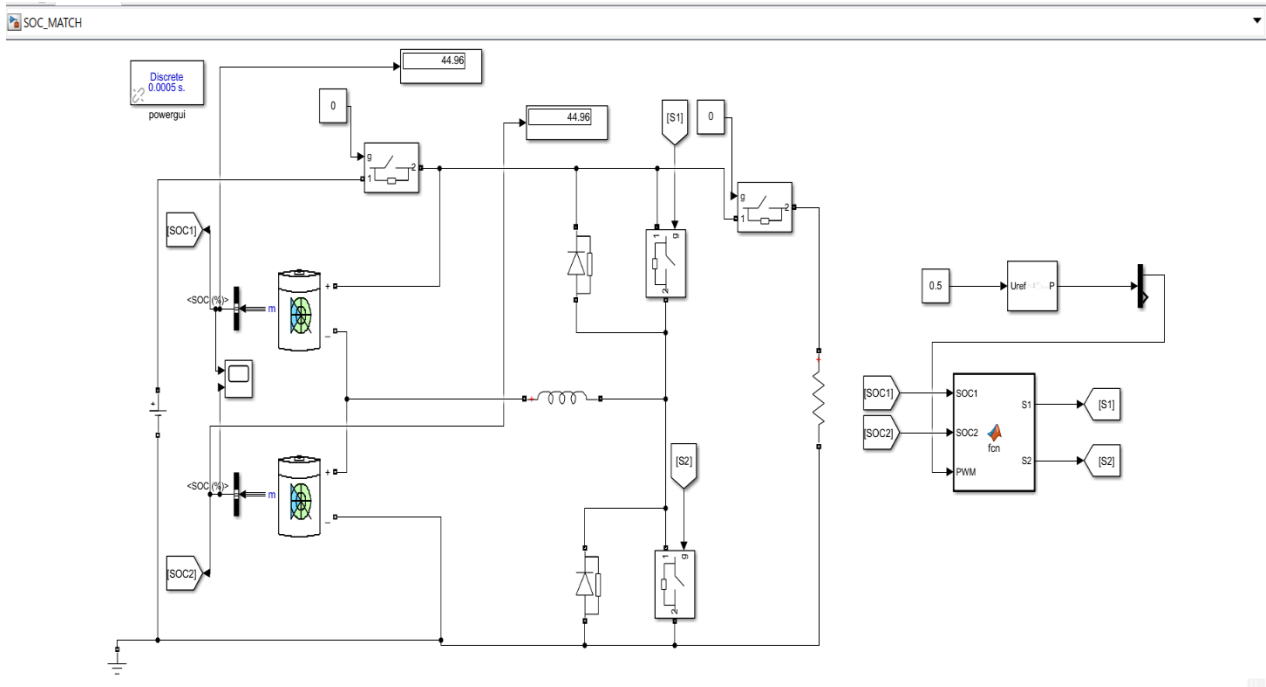 SOC_MATCH
Discrete
0.0005 s.
powergui
44.96
0
44.96
[S1]
0
g
1
2
g
1
2
1
g
2
[SOC1]
<SOC (%)>
m
+
_
0.5
Uref
P
[SOC1]
[SOC2]
SOC1
SOC2
PWM
fcn
S1
S2
[S1]
[S2]
+
+
+
[S2]
<SOC (%)>
m
+
_
1
g
2
[SOC2]